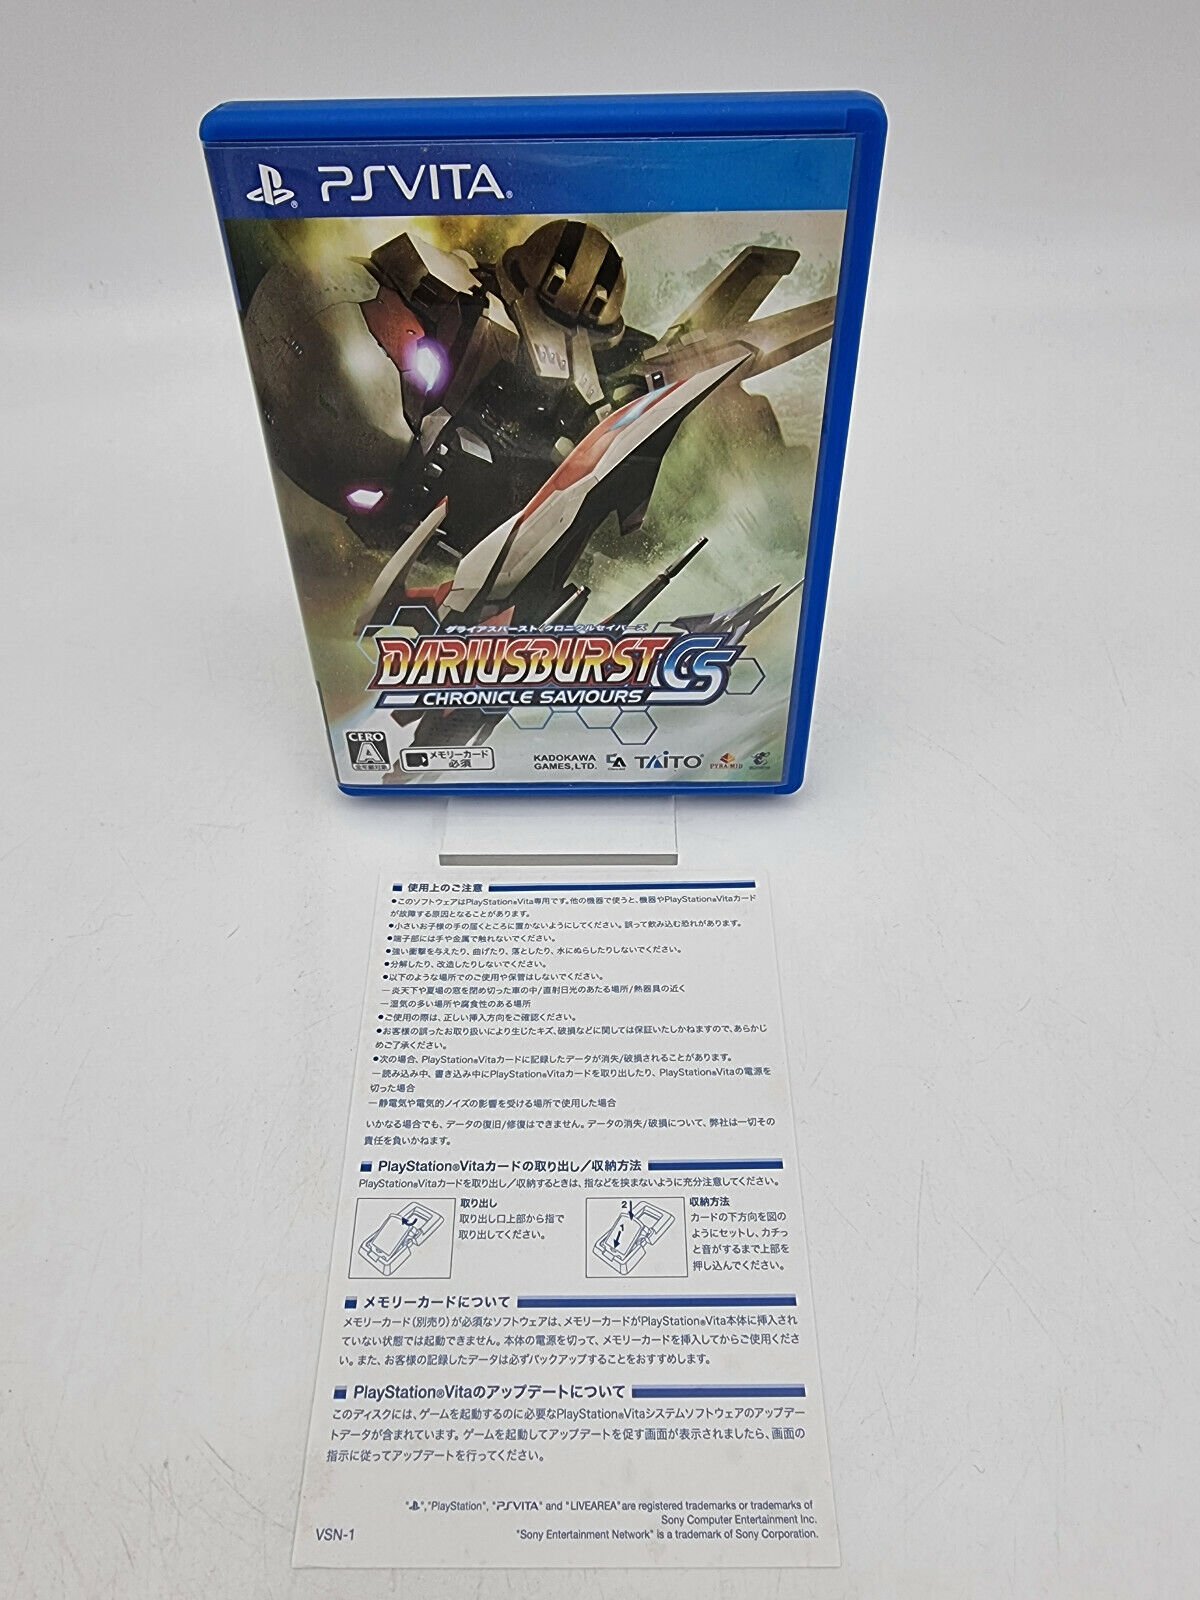 PSVITA
ダライアスバースト クロニクルセイバーズ
DARIUSBURST CS
CHRONICLE SAVIOURS
CERO
A
全年齢対象
メモリーカード
必須
KADOKAWA
GAMES, LTD.
CA
TAITO
PYRAMID
■ 使用上のご注意
●このソフトウェアはPlayStation®Vita専用です。他の機器で使うと、機器やPlayStation®Vitaカード
が故障する原因となることがあります。
●小さいお子様の手の届くところに置かないようにしてください。誤って飲み込む恐れがあります。
●端子部には手や金属で触れないでください。
●強い衝撃を与えたり、曲げたり、落としたり、水にぬらしたりしないでください。
●分解したり、改造したりしないでください。
●以下のような場所でのご使用や保管はしないでください。
―炎天下や夏場の窓を閉め切った車の中/直射日光のあたる場所/熱器具の近く
―湿気の多い場所や腐食性のある場所
●ご使用の際は、正しい挿入方向をご確認ください。
●お客様の誤ったお取り扱いにより生じたキズ、破損などに関しては保証いたしかねますので、あらかじ
めご了承ください。
●次の場合、PlayStation®Vitaカードに記録したデータが消失/破損されることがあります。
―読み込み中、書き込み中にPlayStation®Vitaカードを取り出したり、PlayStation®Vitaの電源を
切った場合
―静電気や電気的ノイズの影響を受ける場所で使用した場合
いかなる場合でも、データの復旧/修復はできません。データの消失/破損について、弊社は一切その
責任を負いかねます。
■ PlayStation®Vitaカードの取り出し／収納方法
PlayStation®Vitaカードを取り出し／収納するときは、指などを挟まないように充分注意してください。
取り出し
取り出し口上部から指で
取り出してください。
2
1
収納方法
カードの下方向を図の
ようにセットし、カチっ
と音がするまで上部を
押し込んでください。
■ メモリーカードについて
メモリーカード(別売り)が必須なソフトウェアは、メモリーカードがPlayStation®Vita本体に挿入され
ていない状態では起動できません。本体の電源を切って、メモリーカードを挿入してからご使用くださ
い。また、お客様の記録したデータは必ずバックアップすることをおすすめします。
■ PlayStation®Vitaのアップデートについて
このディスクには、ゲームを起動するのに必要なPlayStation®Vitaシステムソフトウェアのアップデー
トデータが含まれています。ゲームを起動してアップデートを促す画面が表示されましたら、画面の
指示に従ってアップデートを行ってください。
"", "PlayStation", "PSVITA" and "LIVEAREA" are registered trademarks or trademarks of
Sony Computer Entertainment Inc.
VSN-1
"Sony Entertainment Network" is a trademark of Sony Corporation.